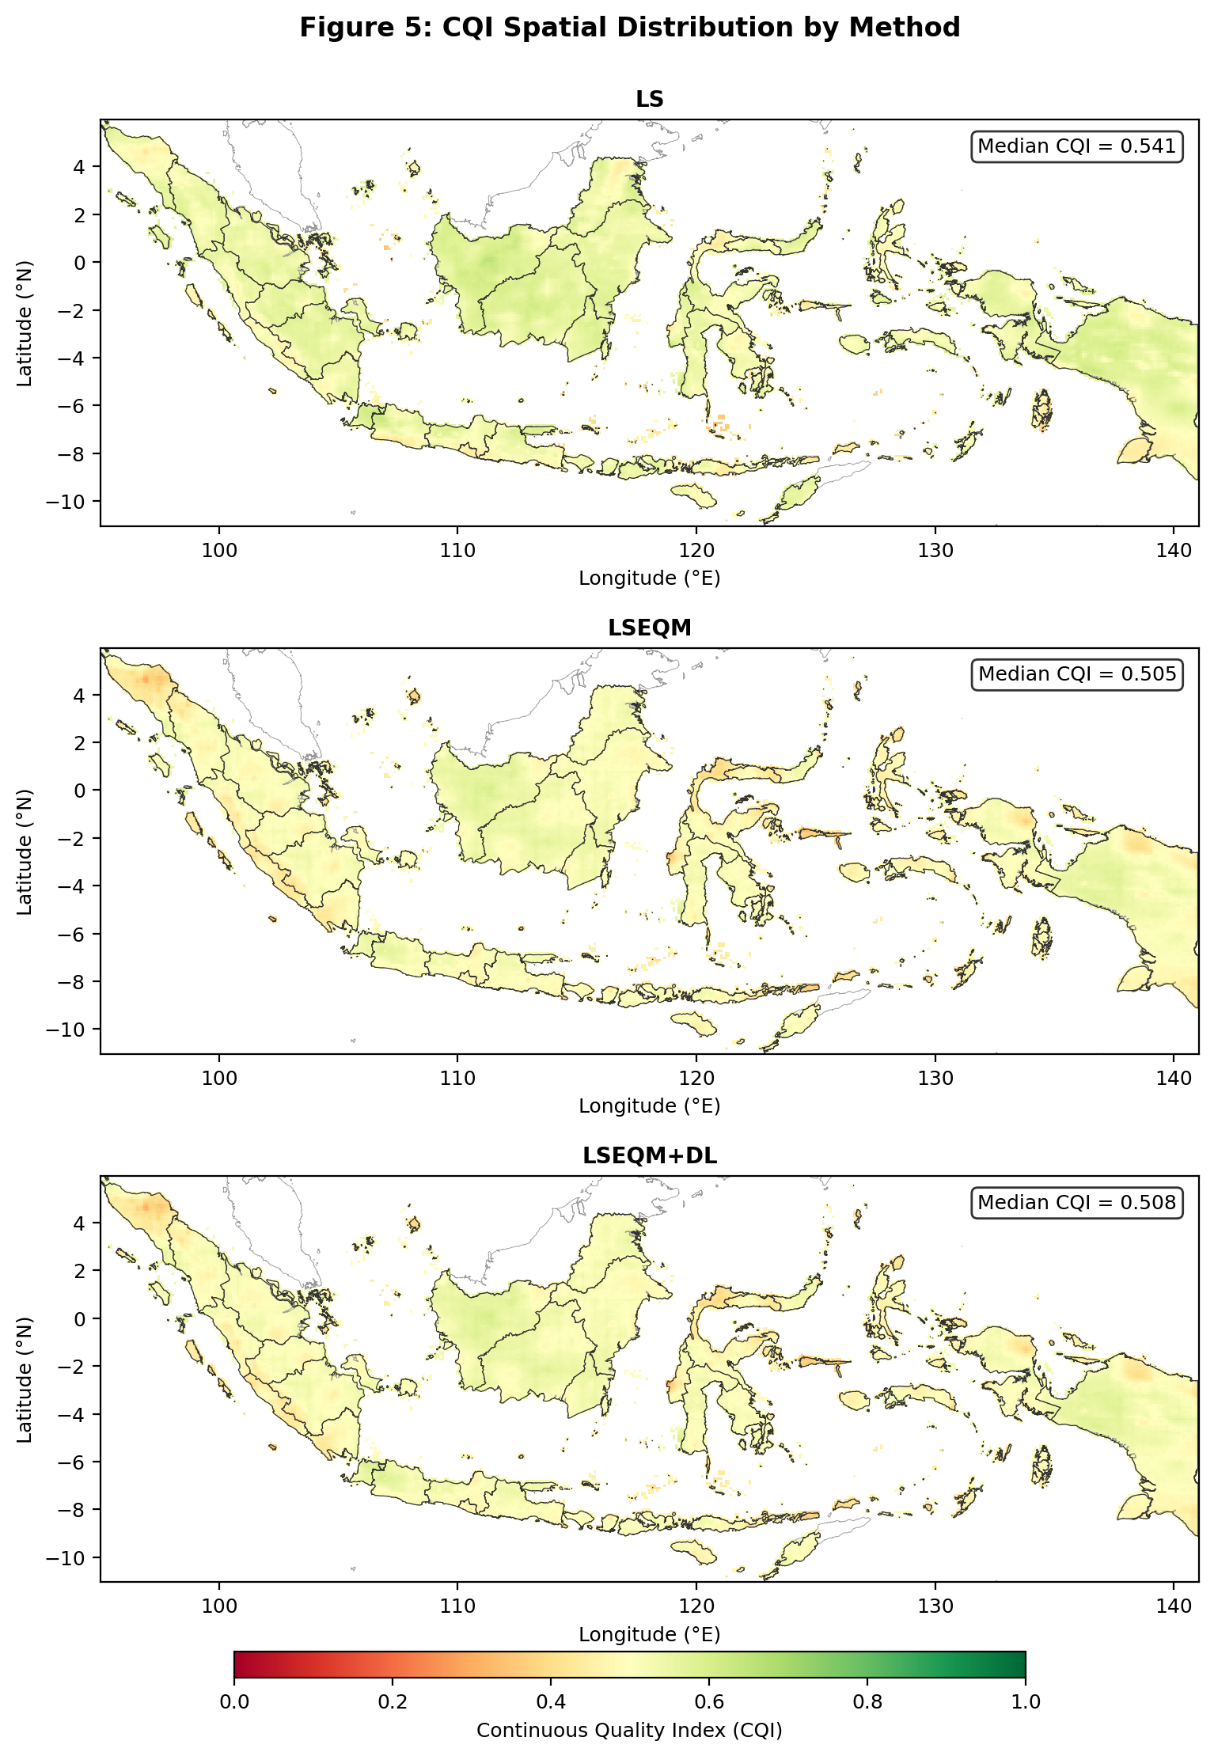 Figure 5: CQI Spatial Distribution by Method
LS
Median CQI = 0.541
4
2
0
−2
−4
−6
−8
−10
Latitude (°N)
100 110 120 130 140
Longitude (°E)
LSEQM
Median CQI = 0.505
4
2
0
−2
−4
−6
−8
−10
Latitude (°N)
100 110 120 130 140
Longitude (°E)
LSEQM+DL
Median CQI = 0.508
4
2
0
−2
−4
−6
−8
−10
Latitude (°N)
100 110 120 130 140
Longitude (°E)
0.0 0.2 0.4 0.6 0.8 1.0
Continuous Quality Index (CQI)